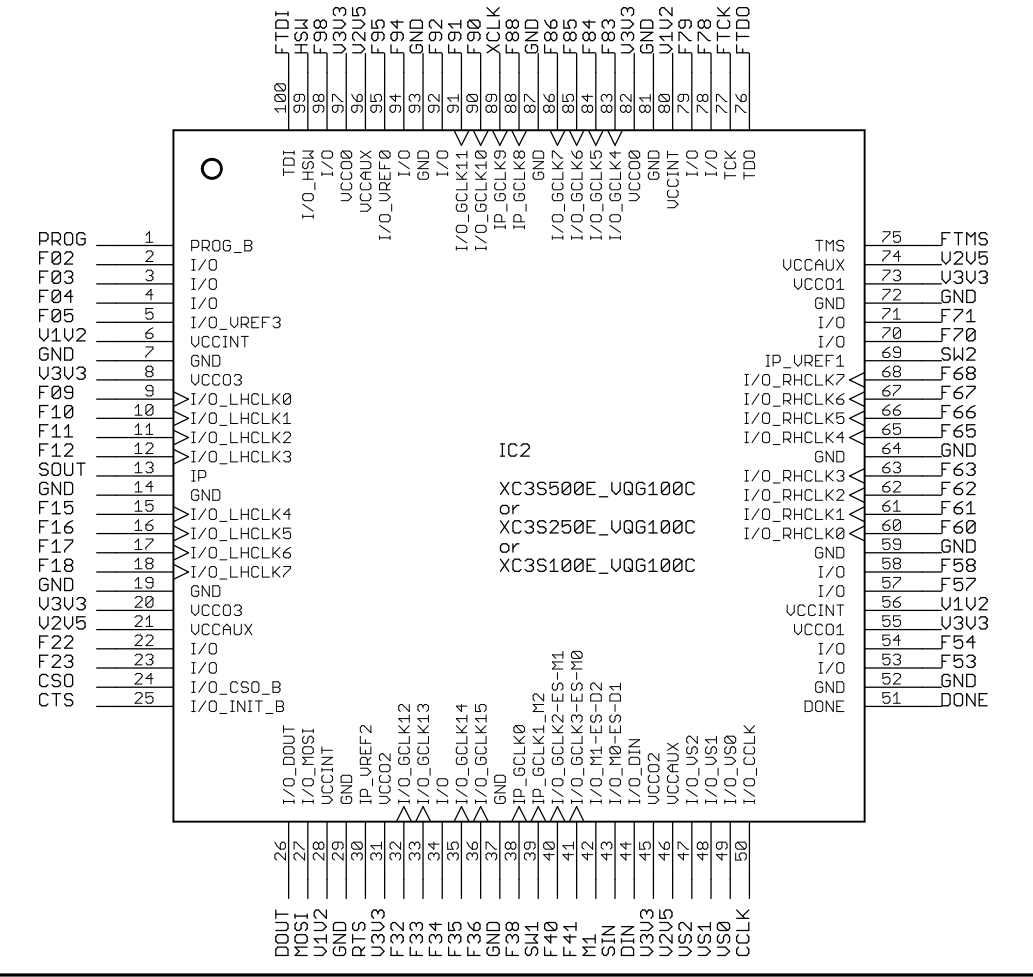 FTDI
HSW
F98
V3V3
V2V5
F95
F94
GND
F92
F91
F90
XCLK
F88
GND
F86
F85
F84
F83
V3V3
GND
V1V2
F79
F78
FTCK
FTDO
100
99
98
97
96
95
94
93
92
91
90
89
88
87
86
85
84
83
82
81
80
79
78
77
76
TDI
I/O_HSW
I/O
VCCO0
VCCAUX
I/O_VREF0
I/O
GND
I/O
I/O_GCLK11
I/O_GCLK10
IP_GCLK9
IP_GCLK8
GND
I/O_GCLK7
I/O_GCLK6
I/O_GCLK5
I/O_GCLK4
VCCO0
GND
VCCINT
I/O
I/O
TCK
TDO
PROG 1 PROG_B
F02 2 I/O
F03 3 I/O
F04 4 I/O
F05 5 I/O_VREF3
V1V2 6 VCCINT
GND 7 GND
V3V3 8 VCCO3
F09 9 I/O_LHCLK0
F10 10 I/O_LHCLK1
F11 11 I/O_LHCLK2
F12 12 I/O_LHCLK3
SOUT 13 IP
GND 14 GND
F15 15 I/O_LHCLK4
F16 16 I/O_LHCLK5
F17 17 I/O_LHCLK6
F18 18 I/O_LHCLK7
GND 19 GND
V3V3 20 VCCO3
V2V5 21 VCCAUX
F22 22 I/O
F23 23 I/O
CSO 24 I/O_CSO_B
CTS 25 I/O_INIT_B
IC2
XC3S500E_VQG100C
or
XC3S250E_VQG100C
or
XC3S100E_VQG100C
TMS 75 FTMS
VCCAUX 74 V2V5
VCCO1 73 V3V3
GND 72 GND
I/O 71 F71
I/O 70 F70
IP_VREF1 69 SW2
I/O_RHCLK7 68 F68
I/O_RHCLK6 67 F67
I/O_RHCLK5 66 F66
I/O_RHCLK4 65 F65
GND 64 GND
I/O_RHCLK3 63 F63
I/O_RHCLK2 62 F62
I/O_RHCLK1 61 F61
I/O_RHCLK0 60 F60
GND 59 GND
I/O 58 F58
I/O 57 F57
VCCINT 56 V1V2
VCCO1 55 V3V3
I/O 54 F54
I/O 53 F53
GND 52 GND
DONE 51 DONE
I/O_DOUT
I/O_MOSI
VCCINT
GND
IP_VREF2
VCCO2
I/O_GCLK12
I/O_GCLK13
I/O
I/O_GCLK14
I/O_GCLK15
GND
IP_GCLK0
IP_GCLK1_M2
I/O_GCLK2-ES-M1
I/O_GCLK3-ES-M0
I/O_M1-ES-D2
I/O_M0-ES-D1
I/O_DIN
VCCO2
VCCAUX
I/O_VS2
I/O_VS1
I/O_VS0
I/O_CCLK
26
27
28
29
30
31
32
33
34
35
36
37
38
39
40
41
42
43
44
45
46
47
48
49
50
DOUT
MOSI
V1V2
GND
RTS
V3V3
F32
F33
F34
F35
F36
GND
F38
SW1
F40
F41
M1
SIN
DIN
V3V3
V2V5
VS2
VS1
VS0
CCLK